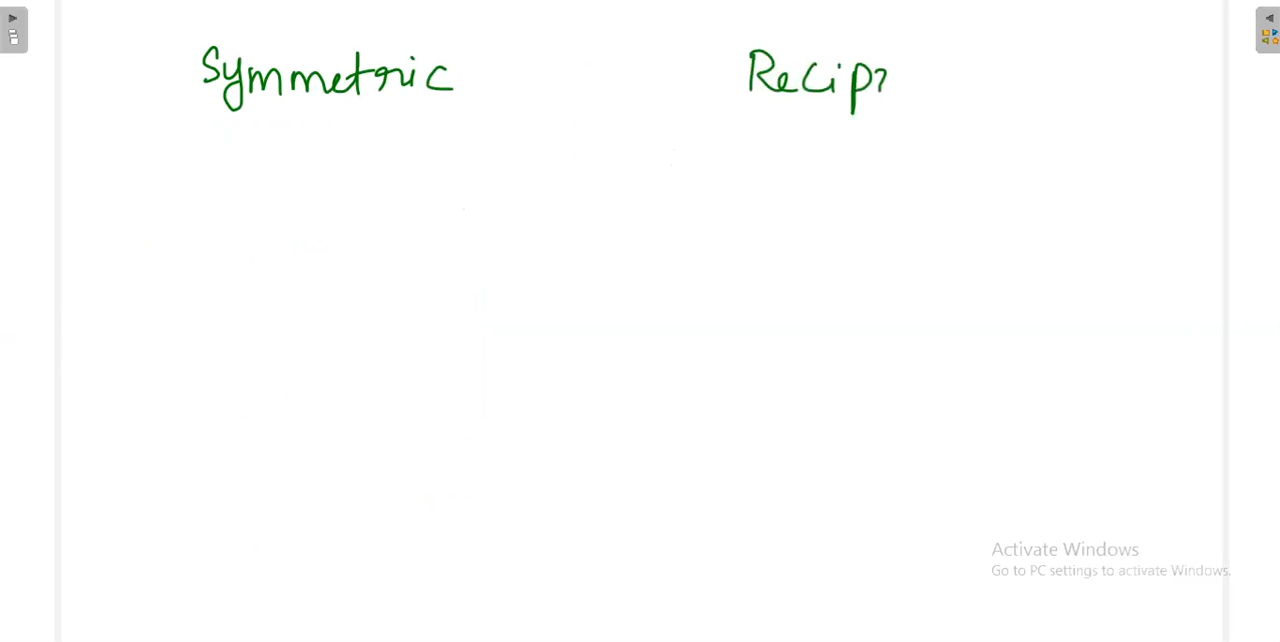 Symmetric Recipr
Activate Windows
Go to PC settings to activate Windows.